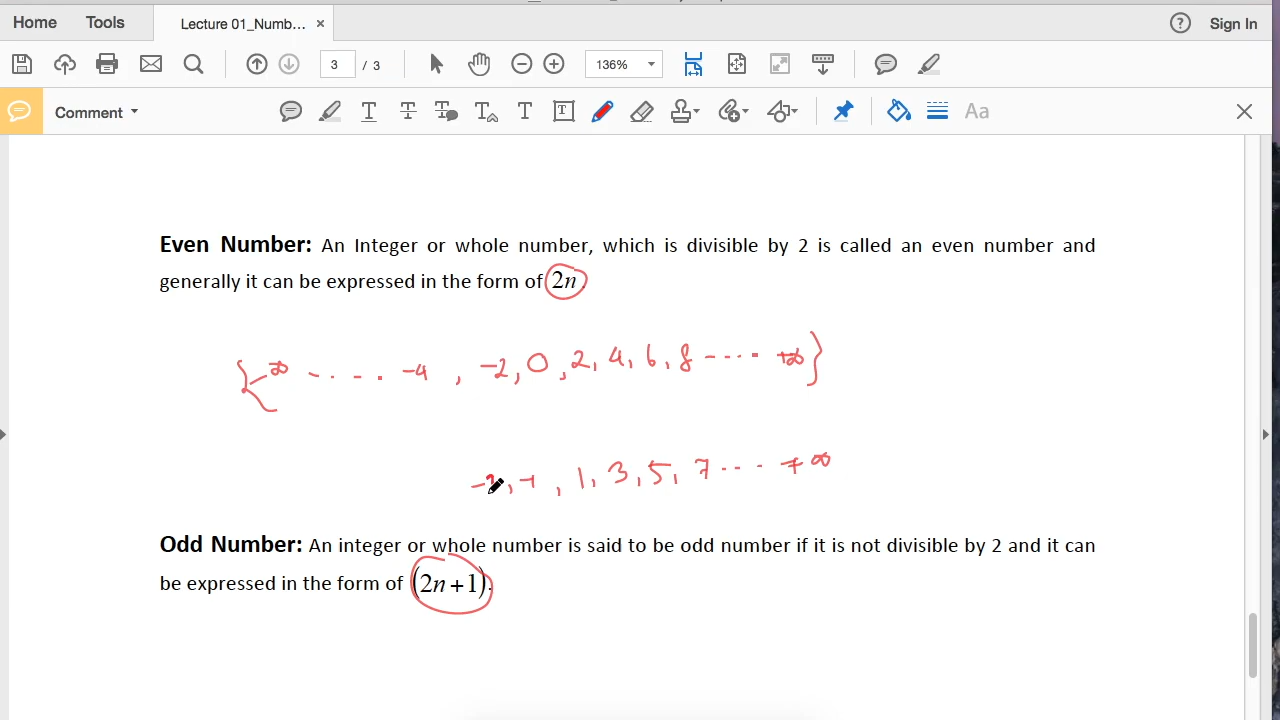 Home Tools Lecture 01_Numb... × ? Sign In
3 / 3 136%
Comment T T T T T Aa
Even Number: An Integer or whole number, which is divisible by 2 is called an even number and
generally it can be expressed in the form of 2n.
{-∞ - . - - . -4 , -2, 0, 2, 4, 6, 8 - - . . . +∞}
, -1 , 1, 3, 5, 7 - . . . +∞
Odd Number: An integer or whole number is said to be odd number if it is not divisible by 2 and it can
be expressed in the form of (2n+1).